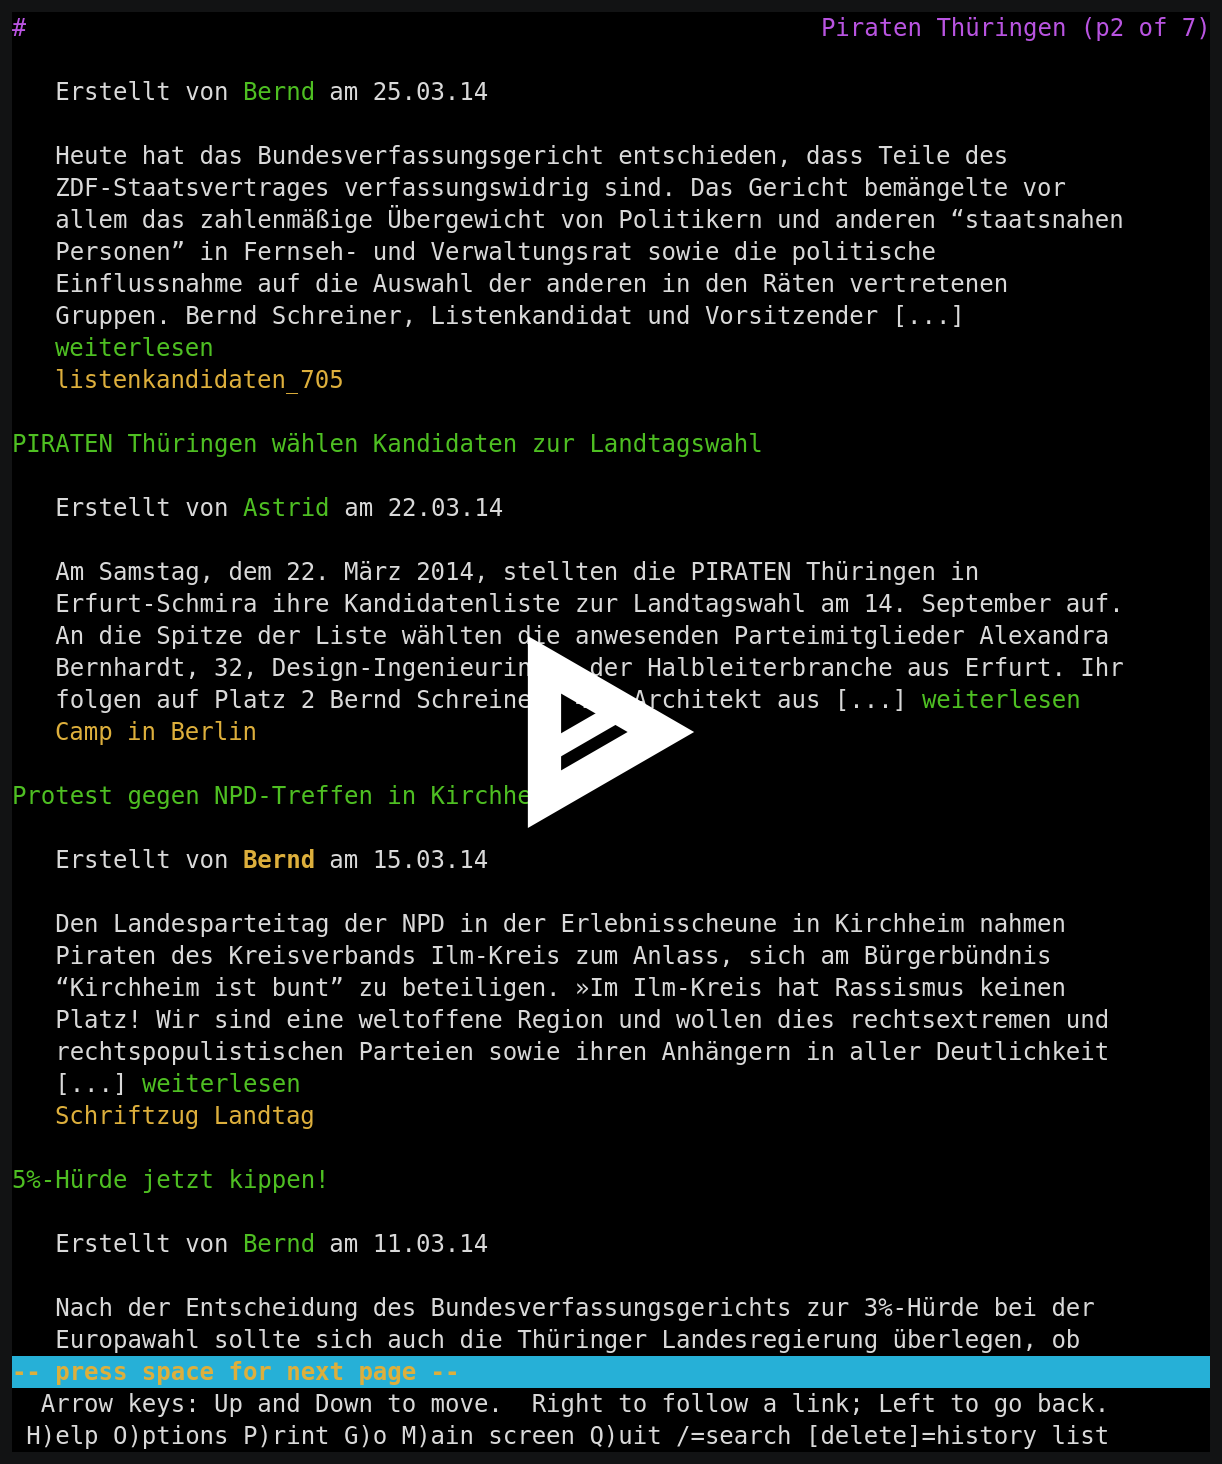 # Piraten Thüringen (p2 of 7)
Erstellt von Bernd am 25.03.14
Heute hat das Bundesverfassungsgericht entschieden, dass Teile des
ZDF-Staatsvertrages verfassungswidrig sind. Das Gericht bemängelte vor
allem das zahlenmäßige Übergewicht von Politikern und anderen “staatsnahen
Personen” in Fernseh- und Verwaltungsrat sowie die politische
Einflussnahme auf die Auswahl der anderen in den Räten vertretenen
Gruppen. Bernd Schreiner, Listenkandidat und Vorsitzender [...]
weiterlesen
listenkandidaten_705
PIRATEN Thüringen wählen Kandidaten zur Landtagswahl
Erstellt von Astrid am 22.03.14
Am Samstag, dem 22. März 2014, stellten die PIRATEN Thüringen in
Erfurt-Schmira ihre Kandidatenliste zur Landtagswahl am 14. September auf.
An die Spitze der Liste wählten die anwesenden Parteimitglieder Alexandra
Bernhardt, 32, Design-Ingenieurin der Halbleiterbranche aus Erfurt. Ihr
folgen auf Platz 2 Bernd Architekt aus [...] weiterlesen
Camp in Berlin
Protest gegen NPD-Treffen in
Erstellt von Bernd am 15.03.14
Den Landesparteitag der NPD in der Erlebnisscheune in Kirchheim nahmen
Piraten des Kreisverbands Ilm-Kreis zum Anlass, sich am Bürgerbündnis
“Kirchheim ist bunt” zu beteiligen. »Im Ilm-Kreis hat Rassismus keinen
Platz! Wir sind eine weltoffene Region und wollen dies rechtsextremen und
rechtspopulistischen Parteien sowie ihren Anhängern in aller Deutlichkeit
[...] weiterlesen
Schriftzug Landtag
5%-Hürde jetzt kippen!
Erstellt von Bernd am 11.03.14
Nach der Entscheidung des Bundesverfassungsgerichts zur 3%-Hürde bei der
Europawahl sollte sich auch die Thüringer Landesregierung überlegen, ob
-- press space for next page --
Arrow keys: Up and Down to move. Right to follow a link; Left to go back.
H)elp O)ptions P)rint G)o M)ain screen Q)uit /=search [delete]=history list